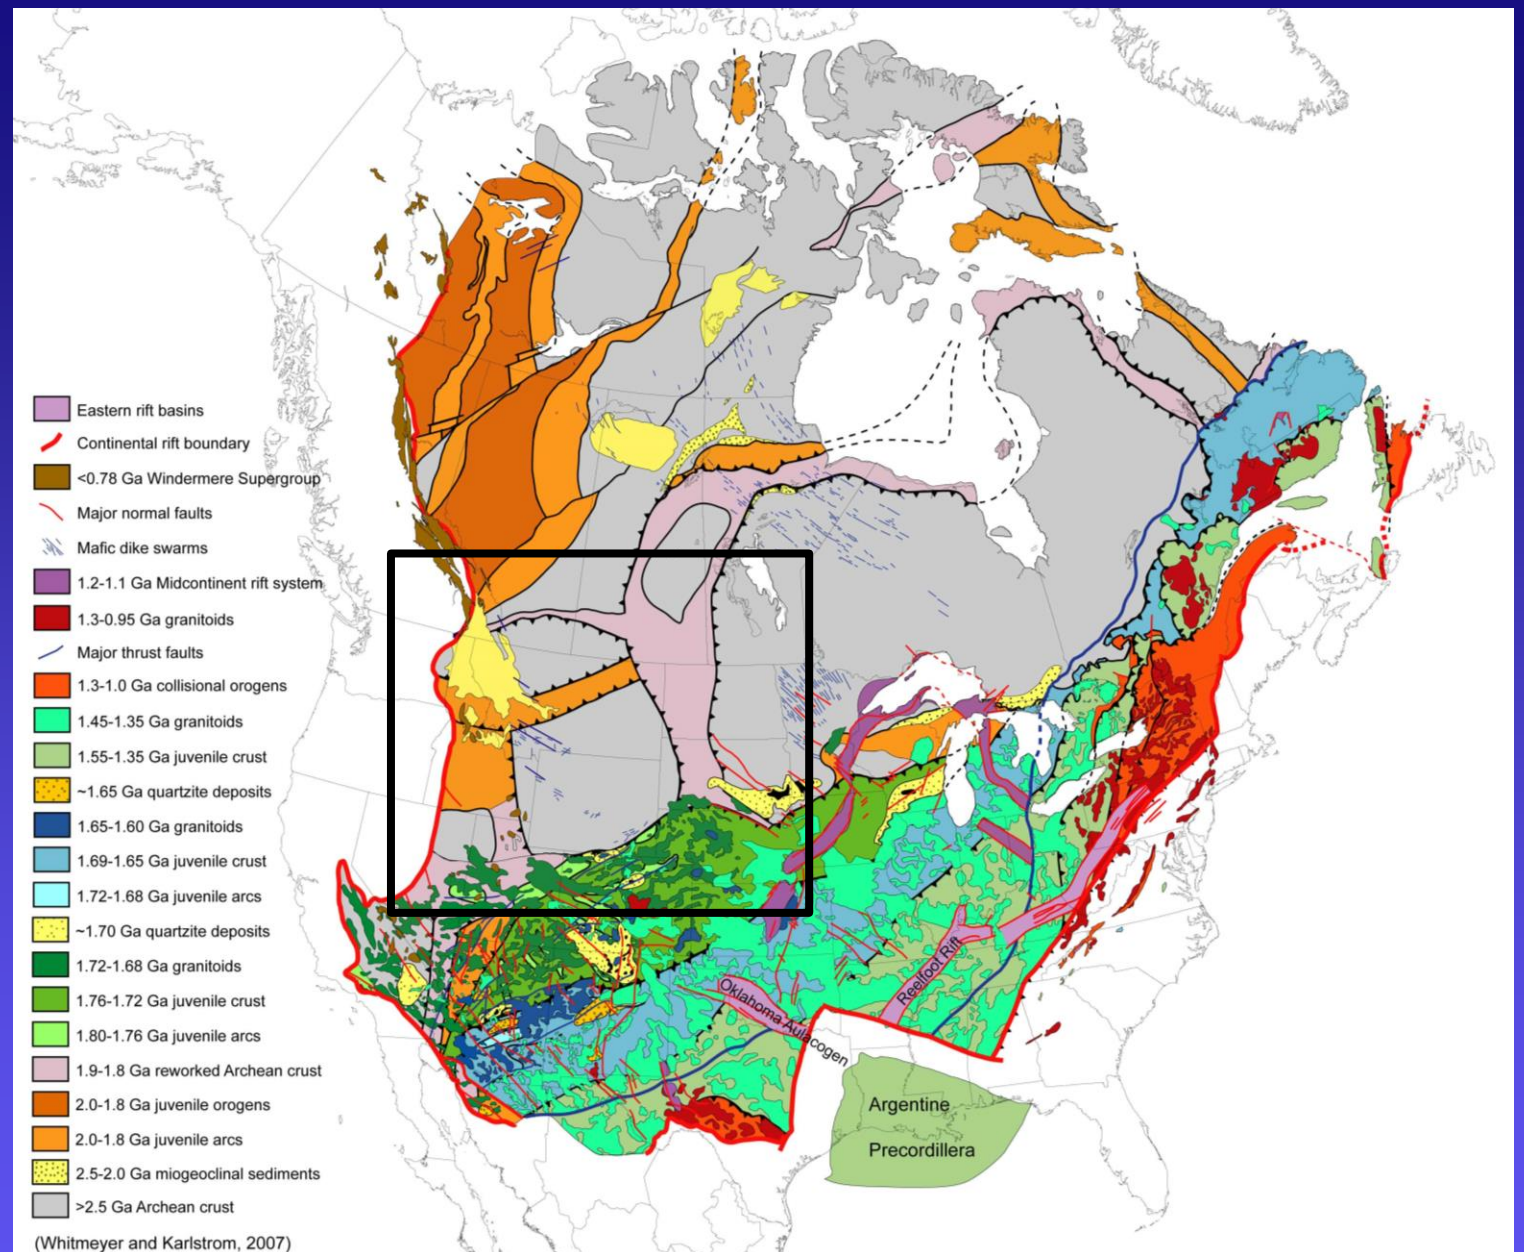 Eastern rift basins
Continental rift boundary
<0.78 Ga Windermere Supergroup
Major normal faults
Mafic dike swarms
1.2-1.1 Ga Midcontinent rift system
1.3-0.95 Ga granitoids
Major thrust faults
1.3-1.0 Ga collisional orogens
1.45-1.35 Ga granitoids
1.55-1.35 Ga juvenile crust
~1.65 Ga quartzite deposits
1.65-1.60 Ga granitoids
1.69-1.65 Ga juvenile crust
1.72-1.68 Ga juvenile arcs
~1.70 Ga quartzite deposits
1.72-1.68 Ga granitoids
1.76-1.72 Ga juvenile crust
1.80-1.76 Ga juvenile arcs
1.9-1.8 Ga reworked Archean crust
2.0-1.8 Ga juvenile orogens
2.0-1.8 Ga juvenile arcs
2.5-2.0 Ga miogeoclinal sediments
>2.5 Ga Archean crust
(Whitmeyer and Karlstrom, 2007)
Reelfoot Rift
Oklahoma Aulacogen
Argentine
Precordillera